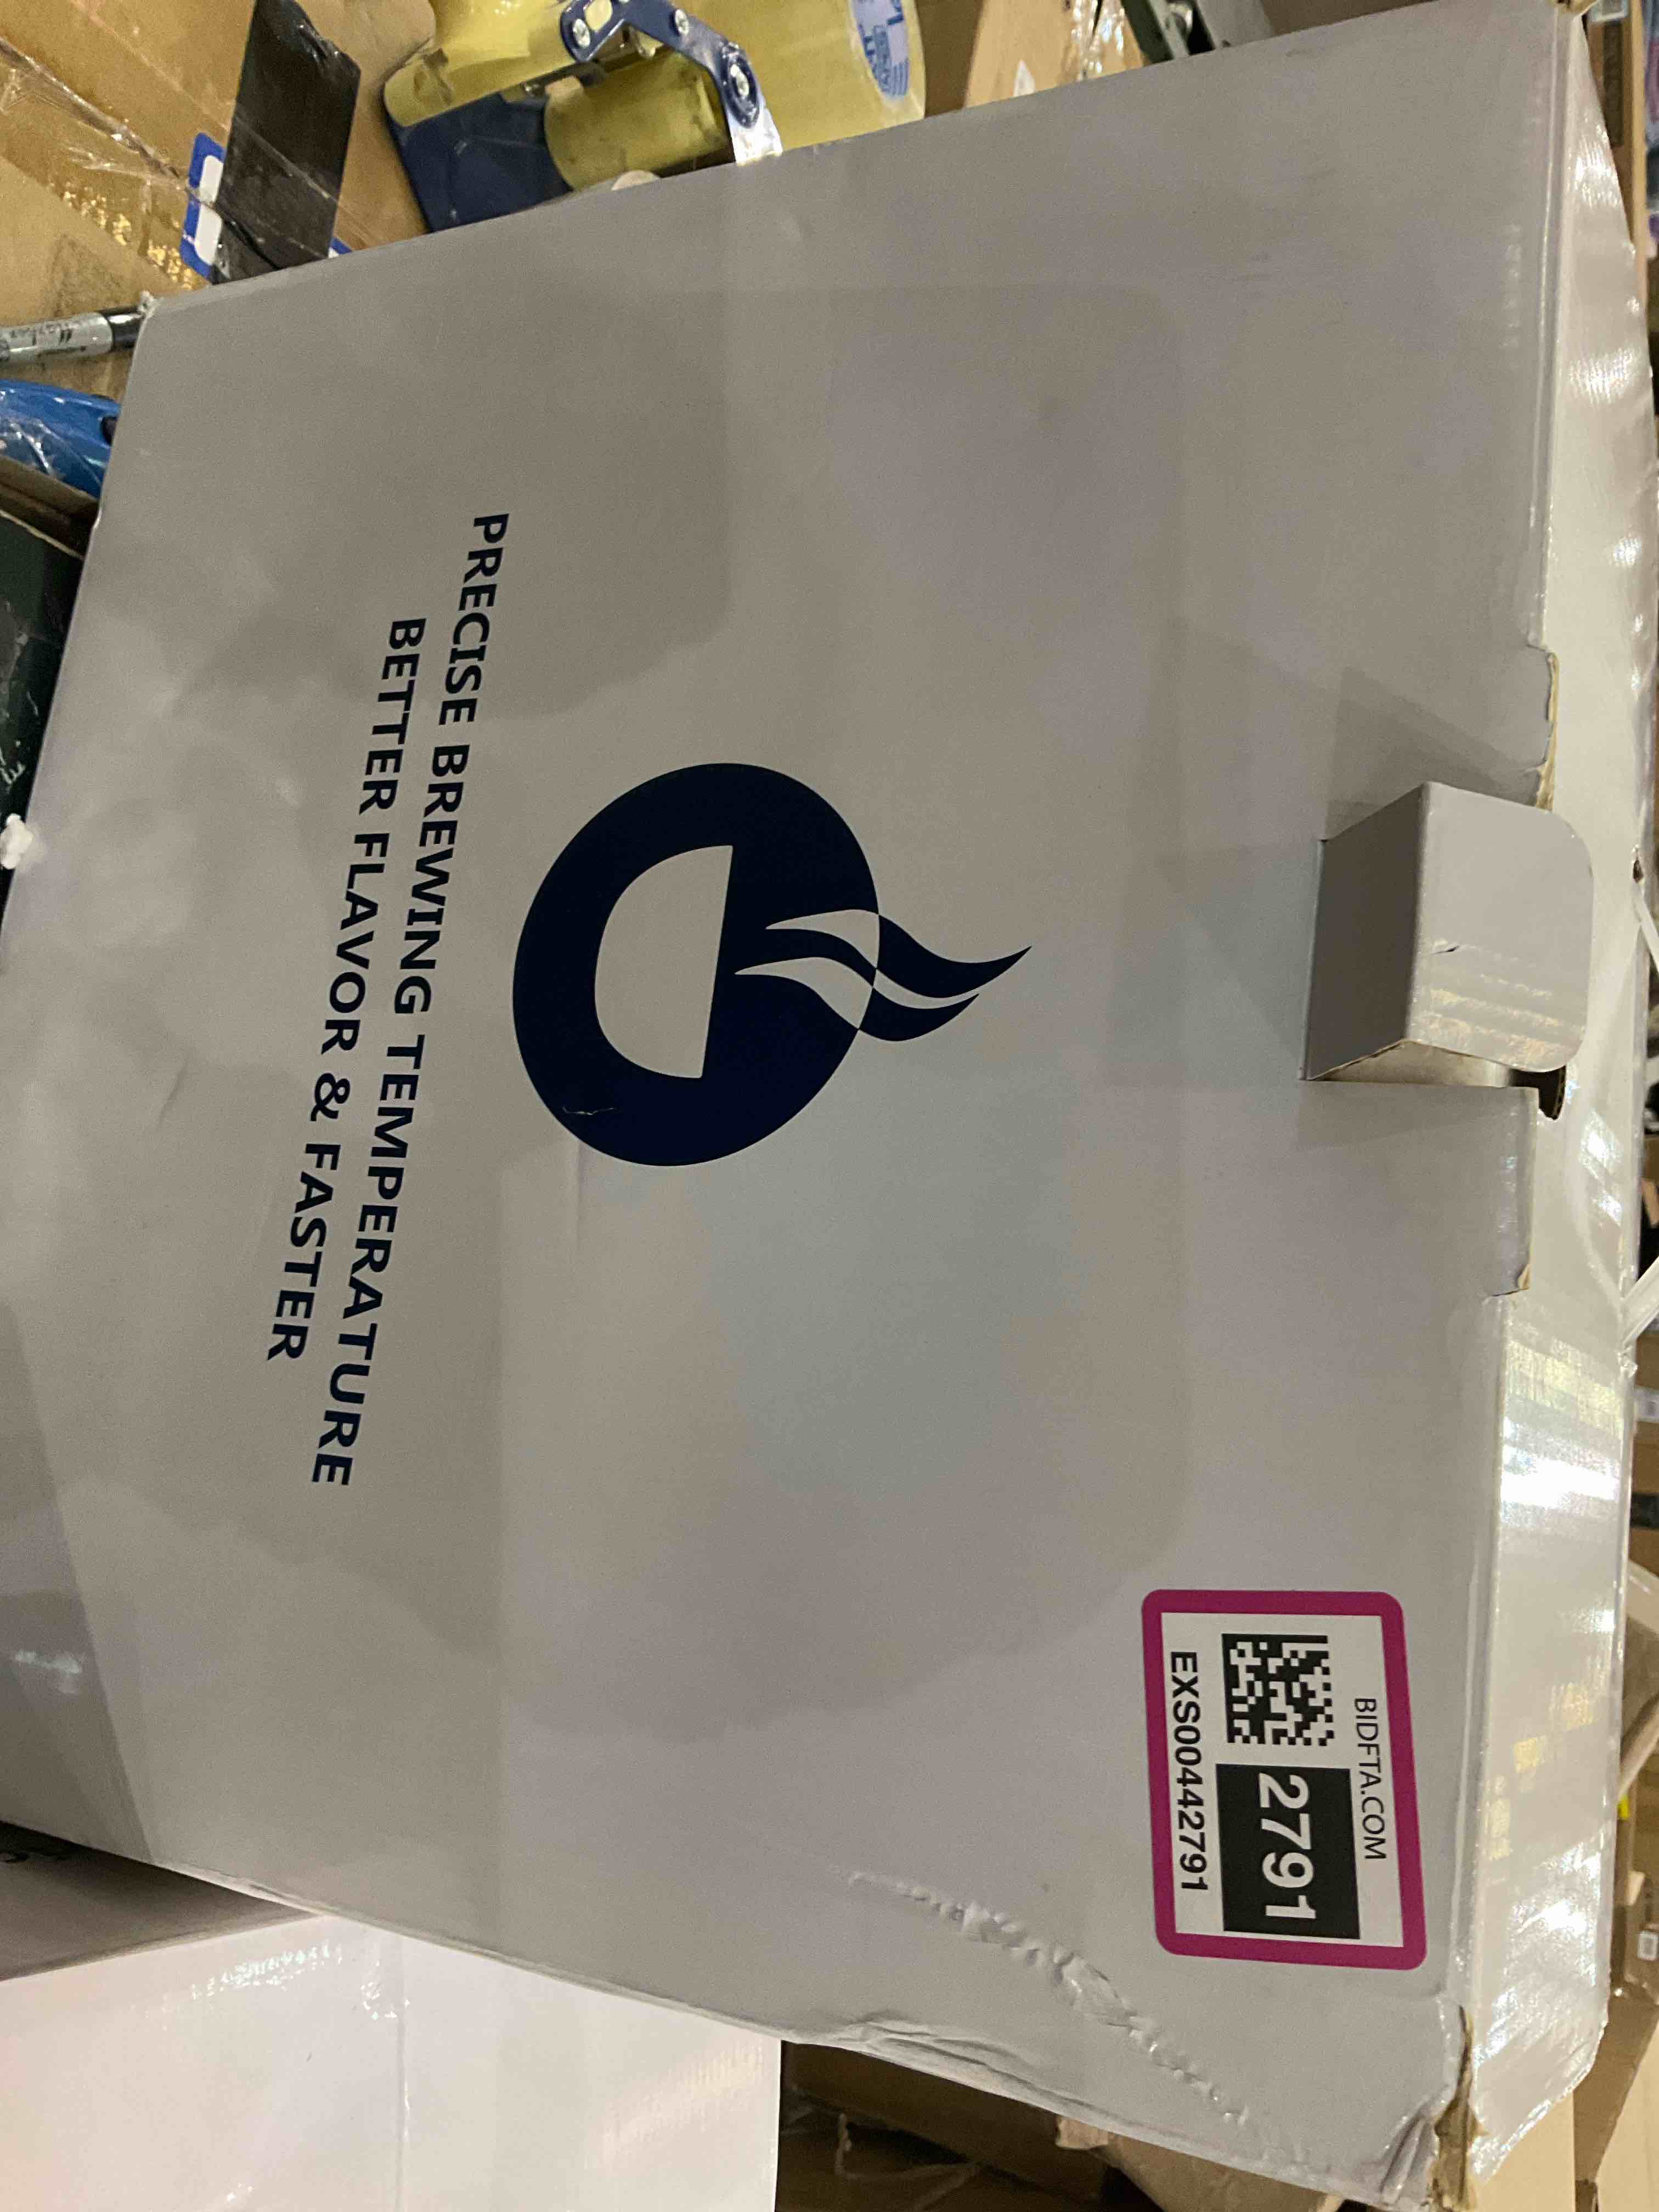 PRECISE BREWING TEMPERATURE
BETTER FLAVOR & FASTER
BIDFTA.COM
2791
EXS00442791